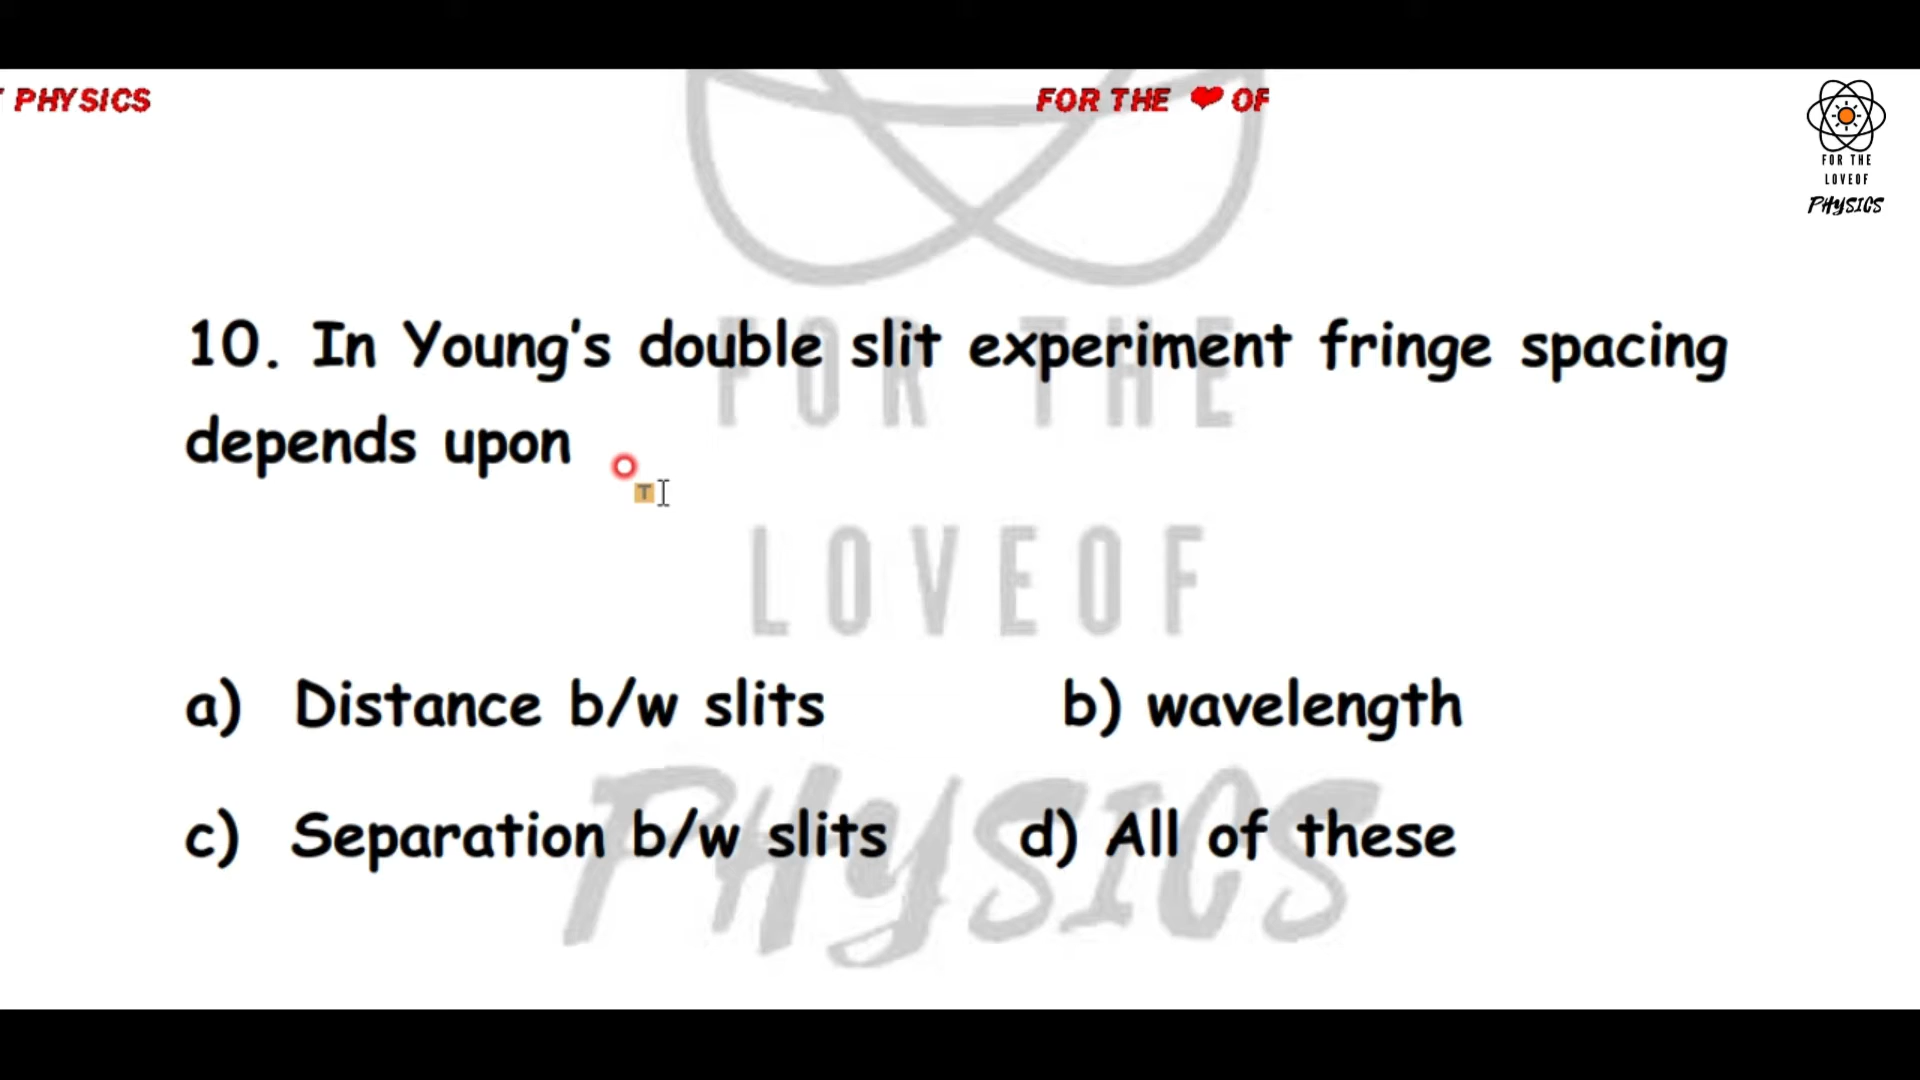 PHYSICS
FOR THE ❤ OF
FOR THE
LOVEOF
PHYSICS
FOR THE
10. In Young's double slit experiment fringe spacing
depends upon
T
LOVEOF
a) Distance b/w slits b) wavelength
PHYSICS
c) Separation b/w slits d) All of these